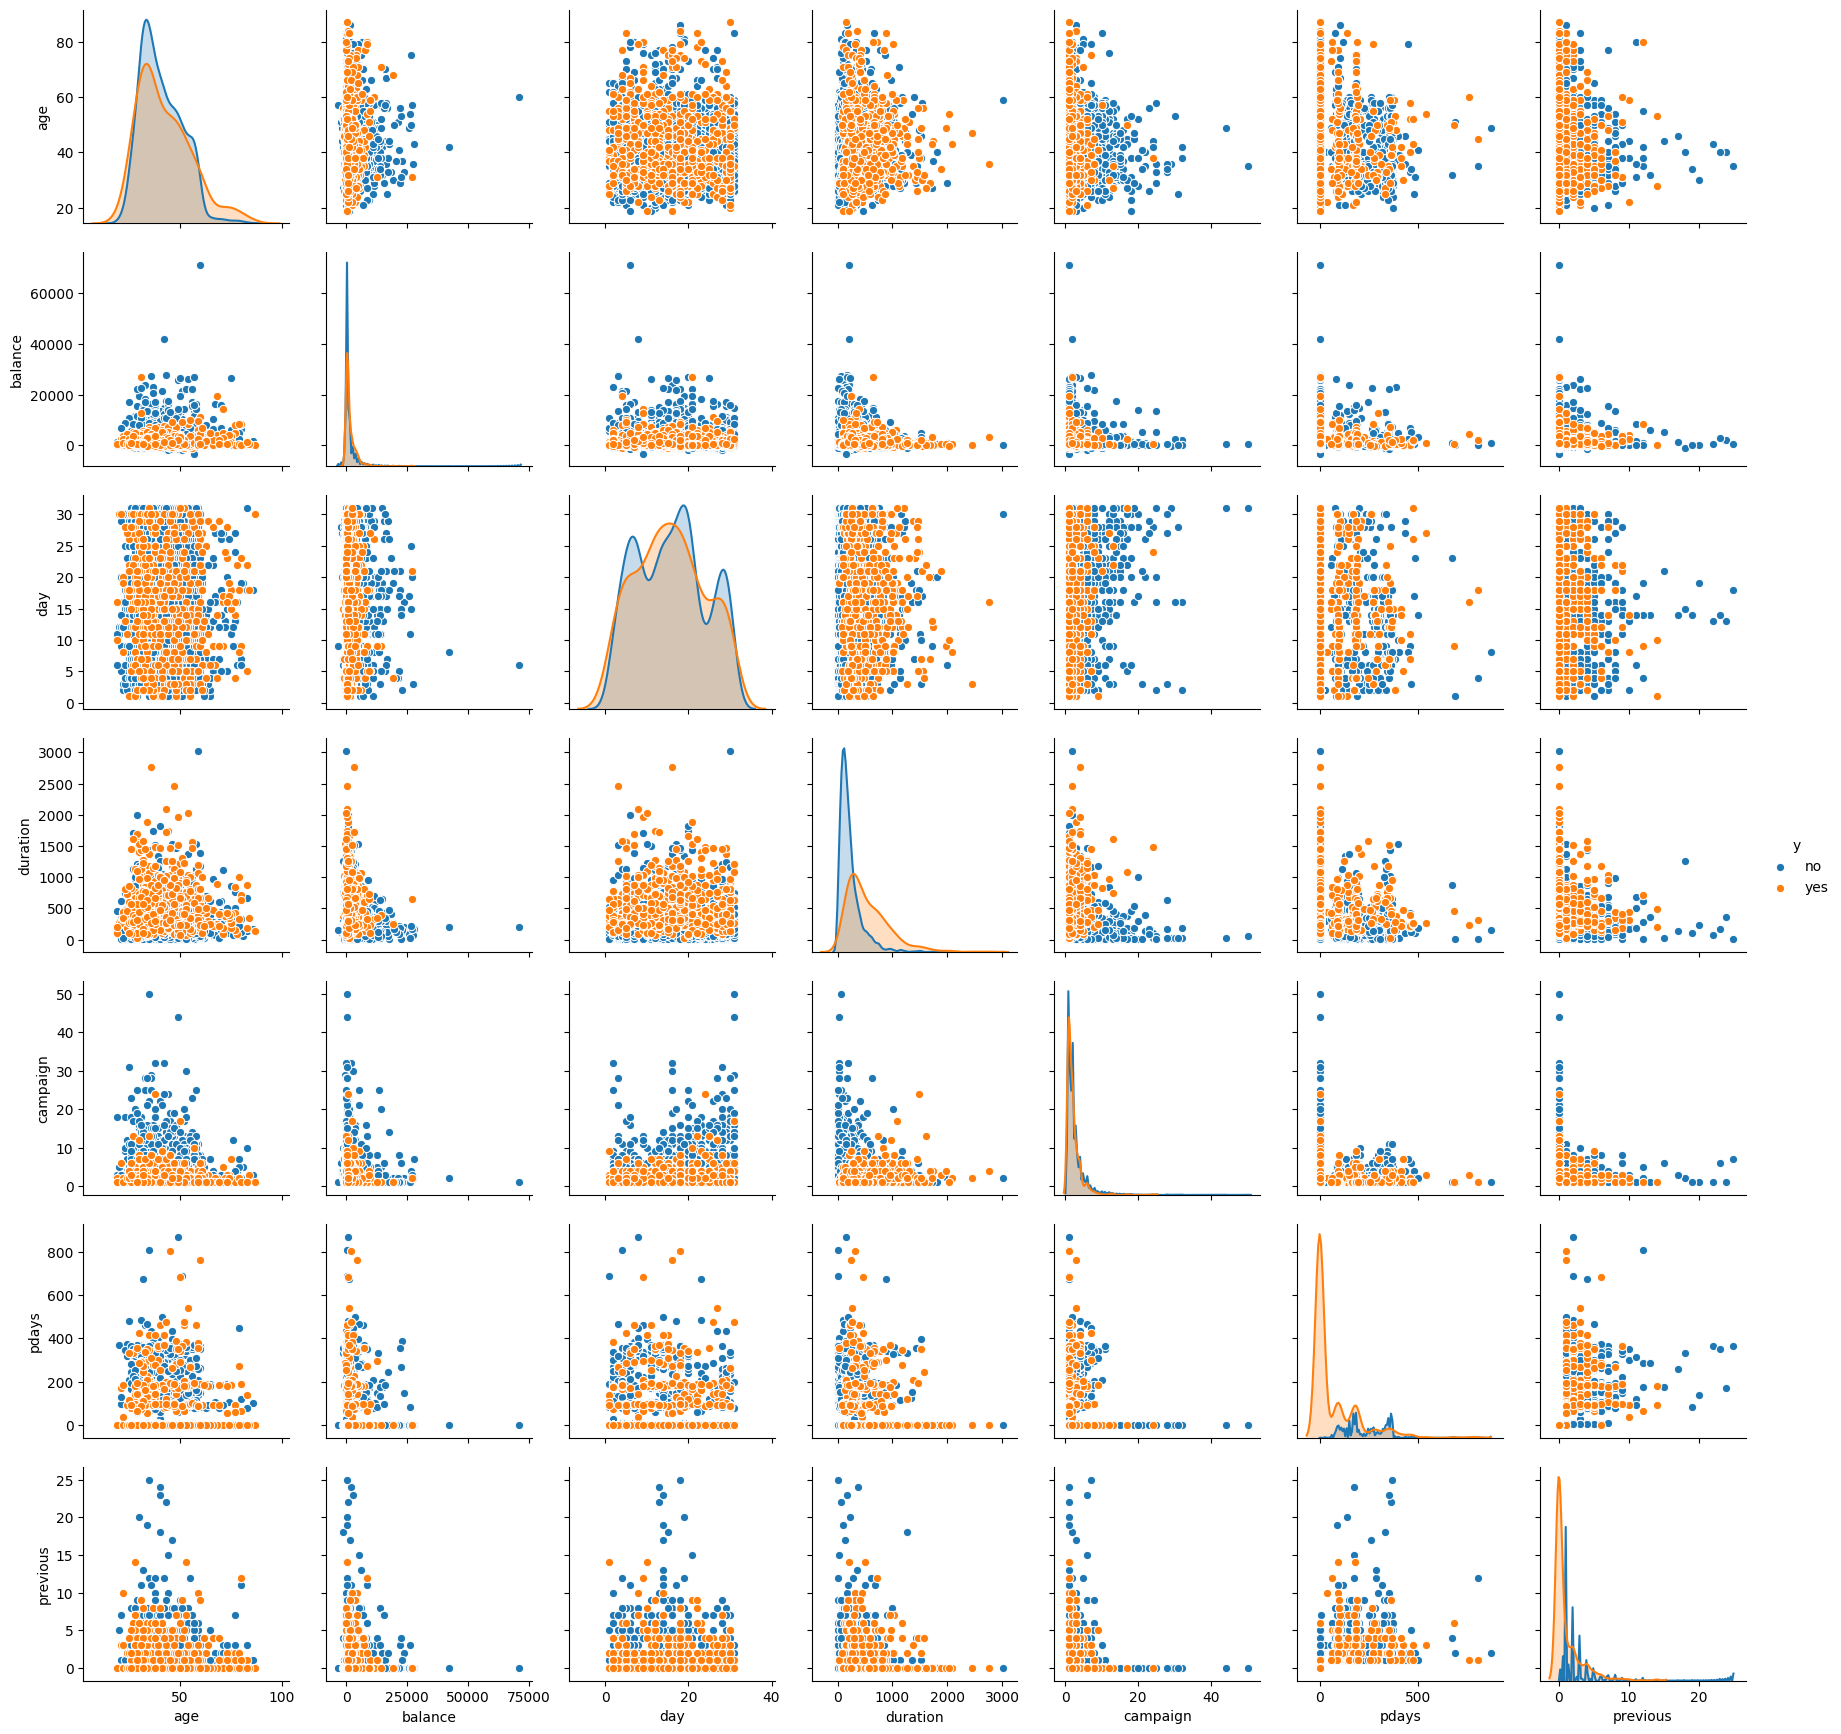 80
60
40
20
age
60000
40000
20000
0
balance
30
25
20
15
10
5
0
day
3000
2500
2000
1500
1000
500
0
duration
y
no
yes
50
40
30
20
10
0
campaign
800
600
400
200
0
pdays
25
20
15
10
5
0
previous
50 100
0 25000 50000 75000
0 20 40
0 1000 2000 3000
0 20 40
0 500
0 10 20
age balance day duration campaign pdays previous